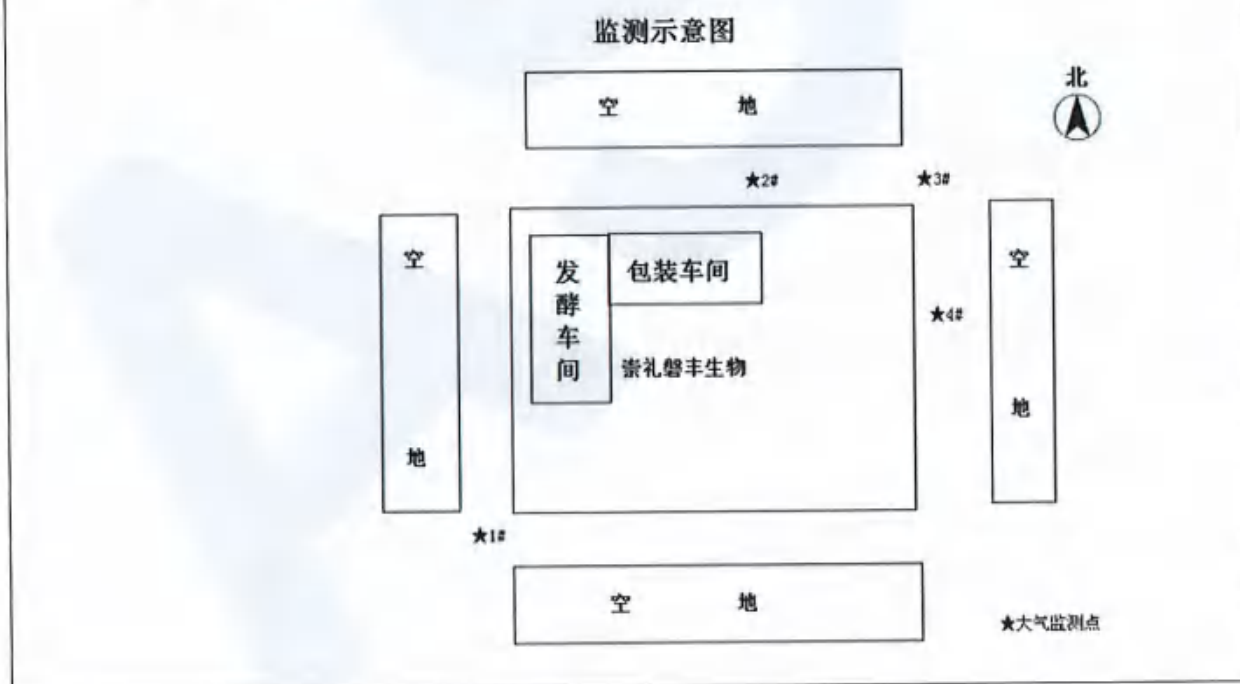 监测示意图
北
空 地
★2# ★3#
空
地
发酵车间
包装车间
崇礼磐丰生物
★4#
空
地
★1#
空 地
★大气监测点